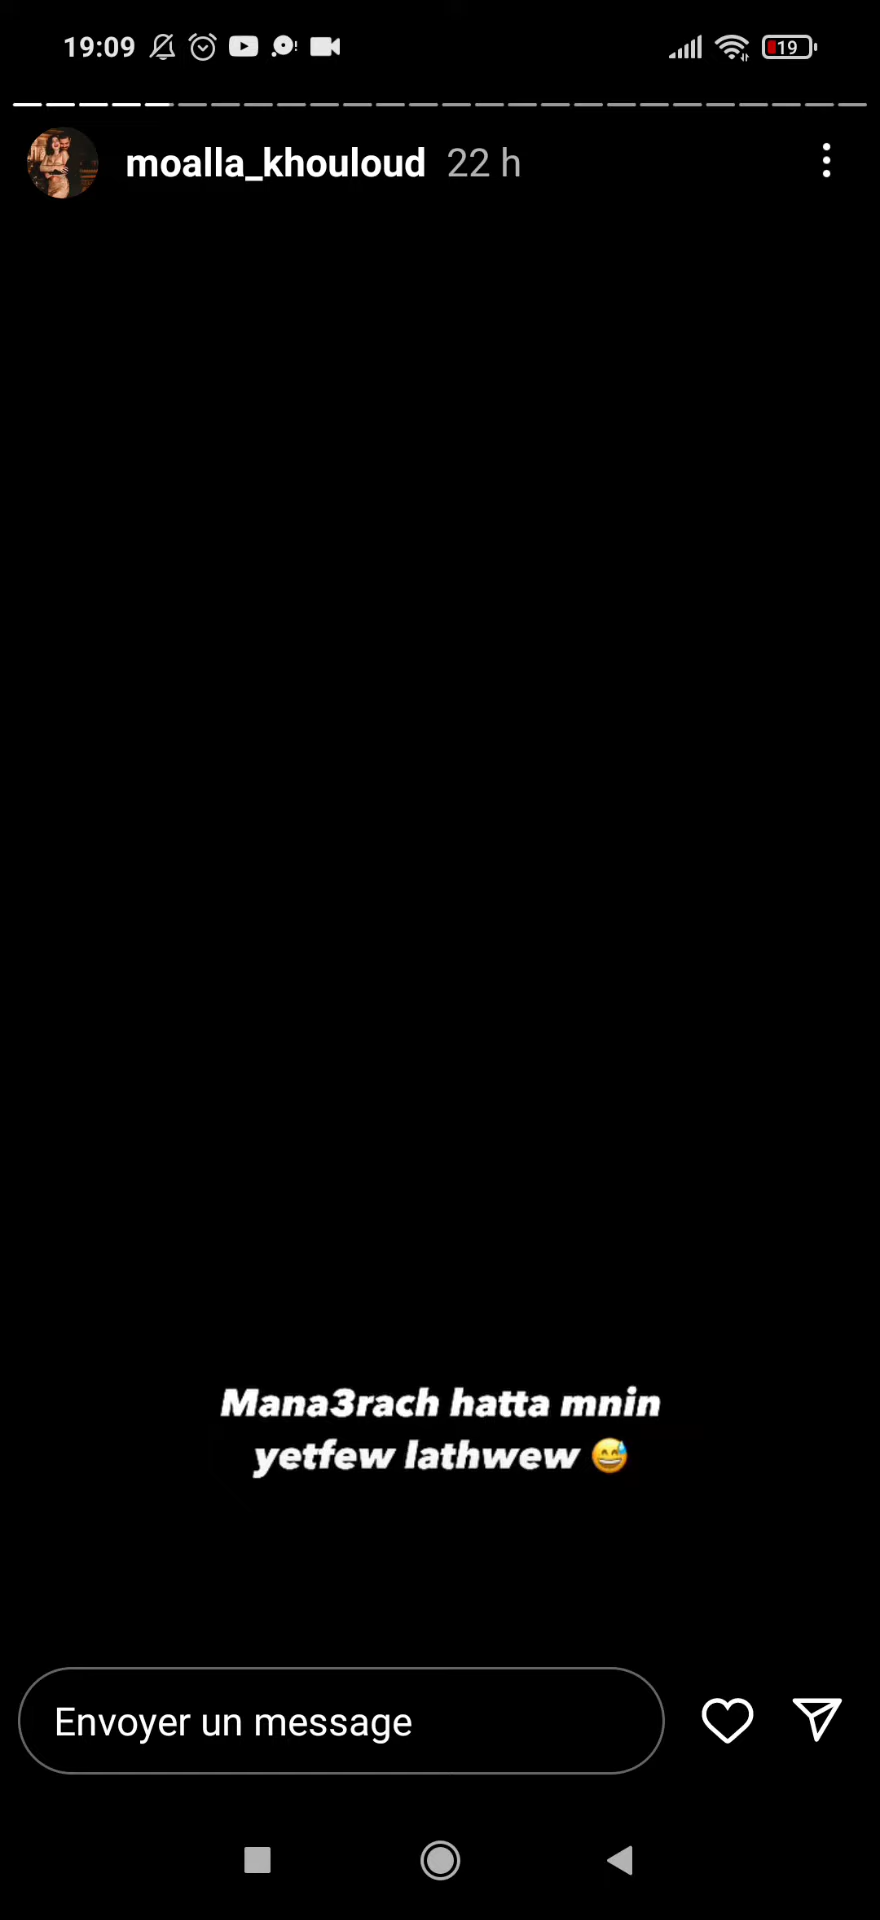 19:09
19
moalla_khouloud 22 h
Mana3rach hatta mnin
yetfew lathwew 😅
Envoyer un message